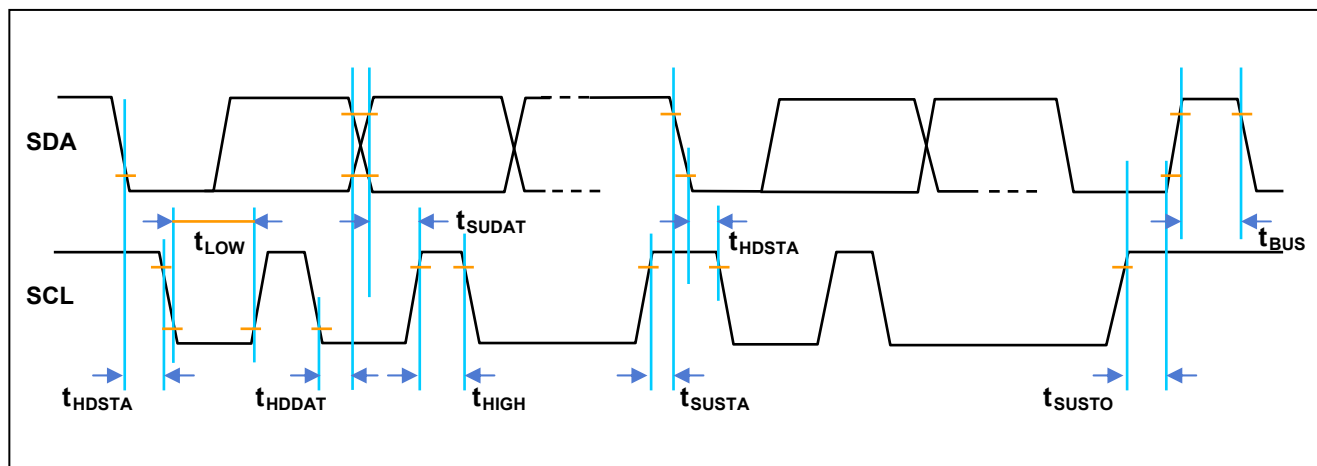 SDA
tSUDAT
tLOW
tHDSTA
tBUS
SCL
tHDSTA
tHDDAT
tHIGH
tSUSTA
tSUSTO